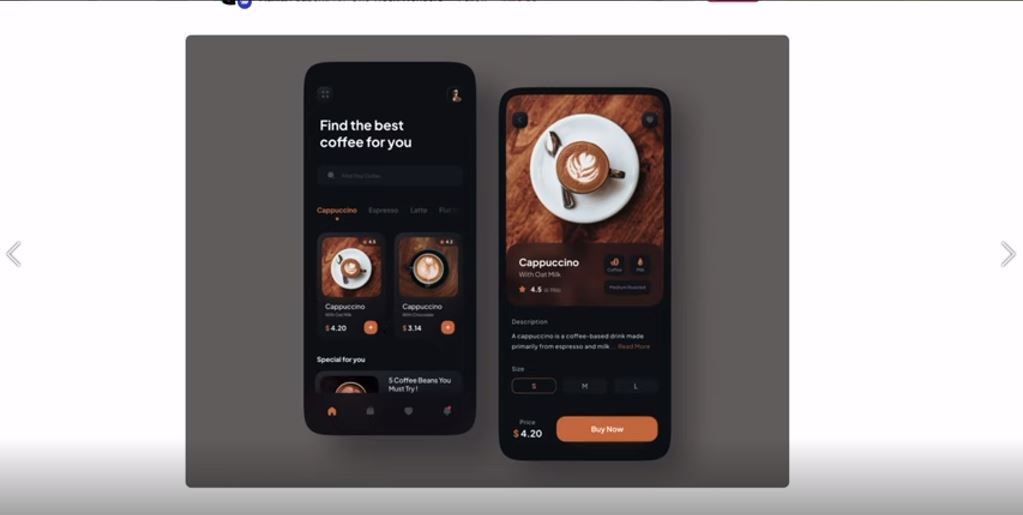 Find the best
coffee for you
Find Your Coffee...
Cappuccino Espresso Latte Flat
4.5
4.2
Cappuccino
With Oat Milk
$ 4.20 +
Cappuccino
With Chocolate
$ 3.14 +
Special for you
5 Coffee Beans You
Must Try !
Cappuccino
With Oat Milk
4.5
Coffee
Milk
Medium Roasted
Description
A cappuccino is a coffee-based drink made
primarily from espresso and milk... Read More
Size
S M L
Price
$ 4.20
Buy Now